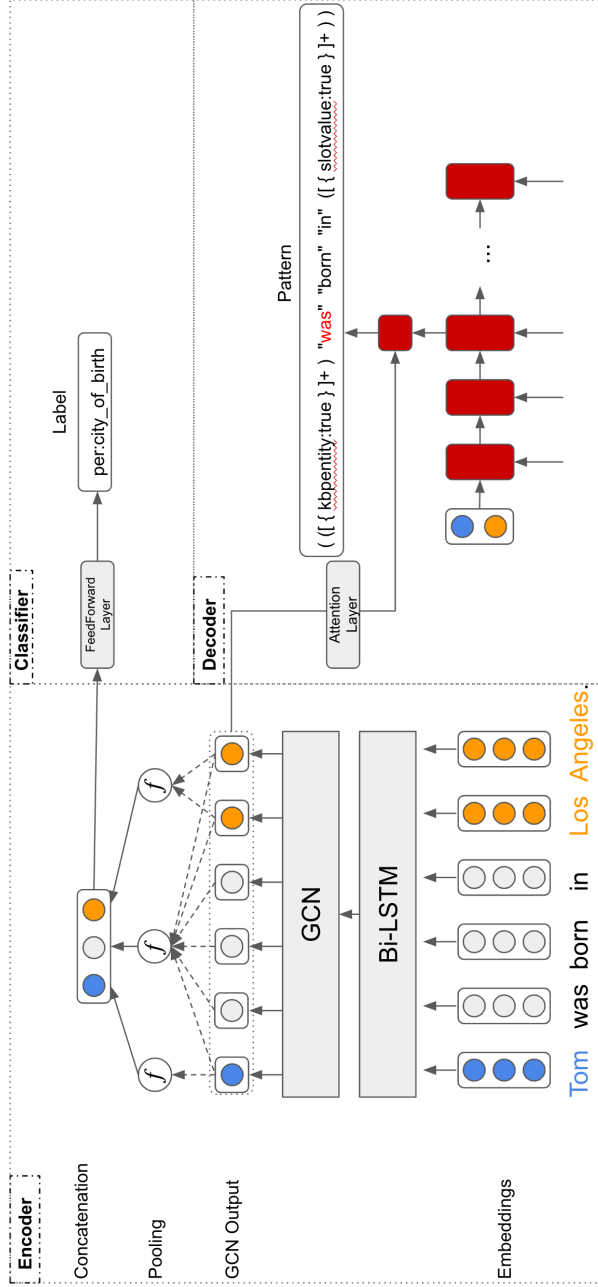 Encoder
Concatenation
Pooling
GCN Output
Embeddings
f
f
f
GCN
Bi-LSTM
Tom was born in Los Angeles.
Classifier
FeedForward
Layer
Label
per:city_of_birth
Decoder
Attention
Layer
Pattern
( ([ { kbpentity:true } ]+ ) "was" "born" "in" ([ { slotvalue:true } ]+ ) )
...